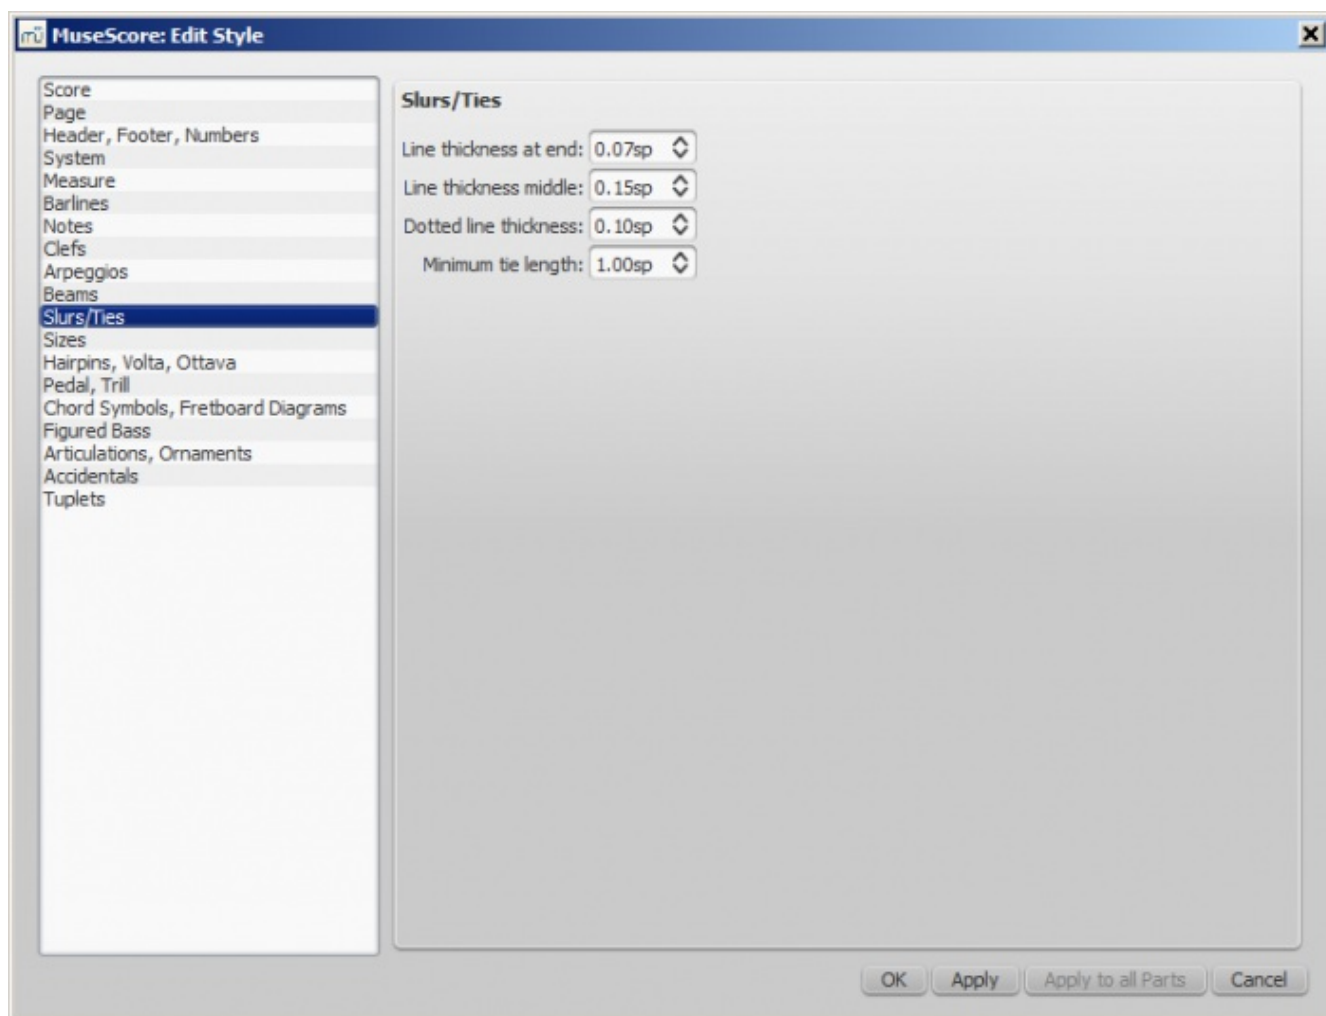 mü MuseScore: Edit Style
Score
Page
Header, Footer, Numbers
System
Measure
Barlines
Notes
Clefs
Arpeggios
Beams
Slurs/Ties
Sizes
Hairpins, Volta, Ottava
Pedal, Trill
Chord Symbols, Fretboard Diagrams
Figured Bass
Articulations, Ornaments
Accidentals
Tuplets
Slurs/Ties
Line thickness at end: 0.07sp
Line thickness middle: 0.15sp
Dotted line thickness: 0.10sp
Minimum tie length: 1.00sp
OK Apply Apply to all Parts Cancel